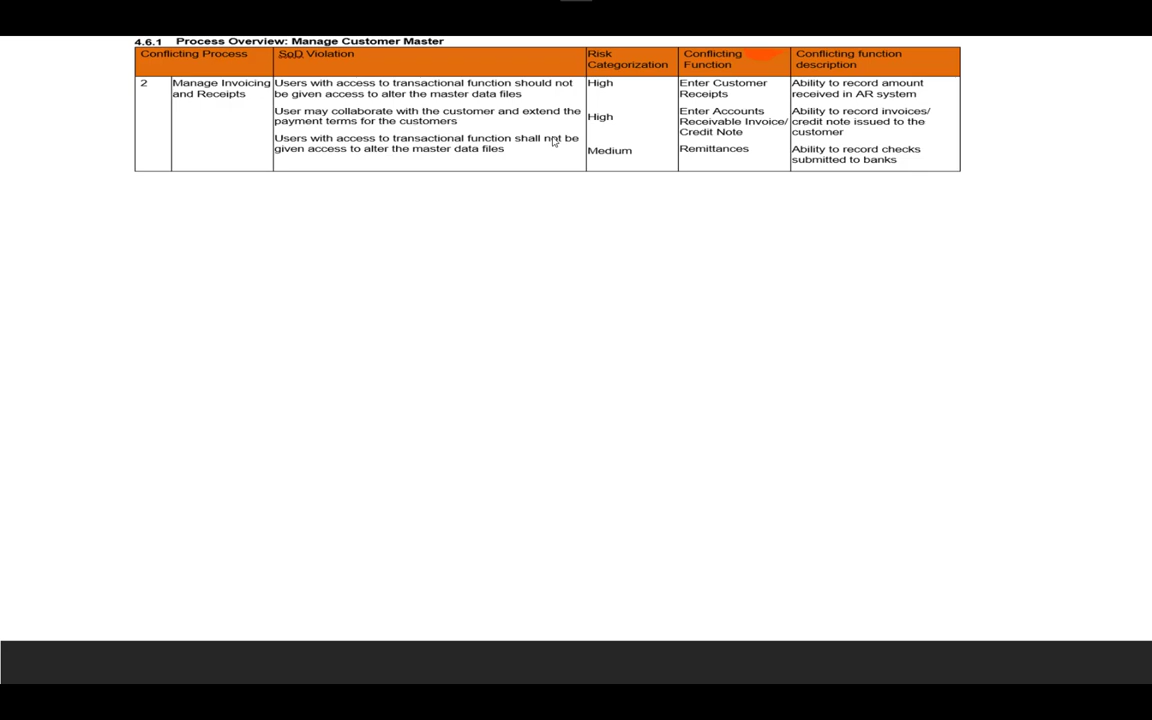 4.6.1 Process Overview: Manage Customer Master
Conflicting Process SoD Violation Risk Categorization Conflicting Function Conflicting function description
2 Manage Invoicing and Receipts
Users with access to transactional function should not
be given access to alter the master data files
High
Enter Customer
Receipts
Ability to record amount
received in AR system
User may collaborate with the customer and extend the
payment terms for the customers
High
Enter Accounts
Receivable Invoice/
Credit Note
Ability to record invoices/
credit note issued to the
customer
Users with access to transactional function shall not be
given access to alter the master data files
Medium
Remittances
Ability to record checks
submitted to banks